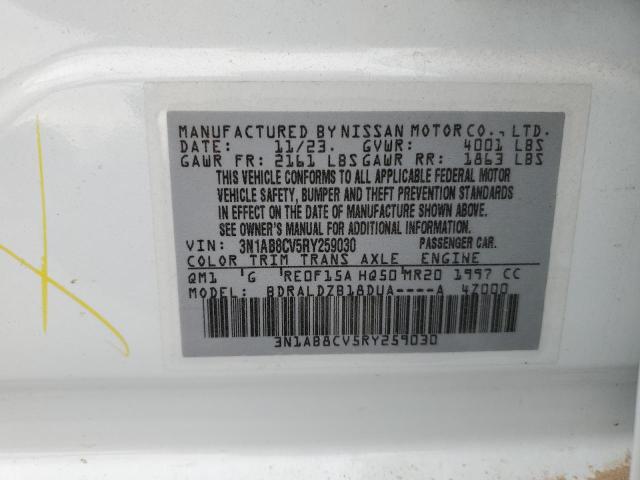 MANUFACTURED BY NISSAN MOTOR CO., LTD.
DATE: 11/23. GVWR: 4001 LBS
GAWR FR: 2161 LBS GAWR RR: 1863 LBS
THIS VEHICLE CONFORMS TO ALL APPLICABLE FEDERAL MOTOR
VEHICLE SAFETY, BUMPER AND THEFT PREVENTION STANDARDS
IN EFFECT ON THE DATE OF MANUFACTURE SHOWN ABOVE.
SEE OWNER'S MANUAL FOR ADDITIONAL INFORMATION.
VIN: 3N1AB8CV5RY259030 PASSENGER CAR.
COLOR TRIM TRANS AXLE ENGINE
QM1 G RE0F15A HQ50 MR20 1997 CC
MODEL: BDRALDZB18DUA----A 4Z000
3N1AB8CV5RY259030